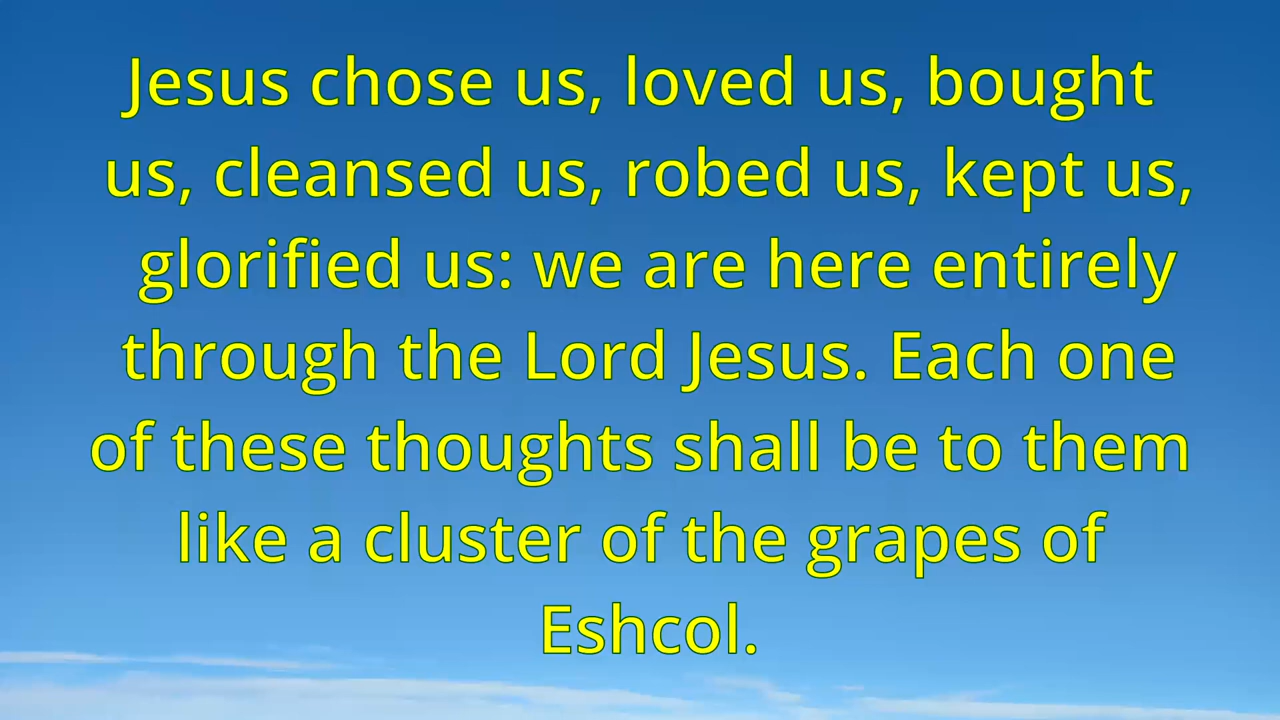 Jesus chose us, loved us, bought
us, cleansed us, robed us, kept us,
glorified us: we are here entirely
through the Lord Jesus. Each one
of these thoughts shall be to them
like a cluster of the grapes of
Eshcol.